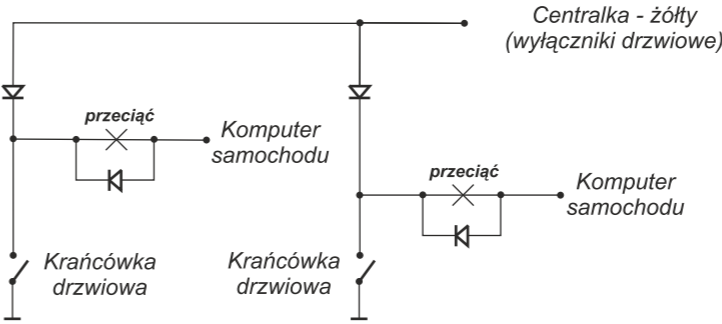 Centralka - żółty
(wyłączniki drzwiowe)
przeciąć
Komputer
samochodu
przeciąć
Komputer
samochodu
Krańcówka
drzwiowa
Krańcówka
drzwiowa